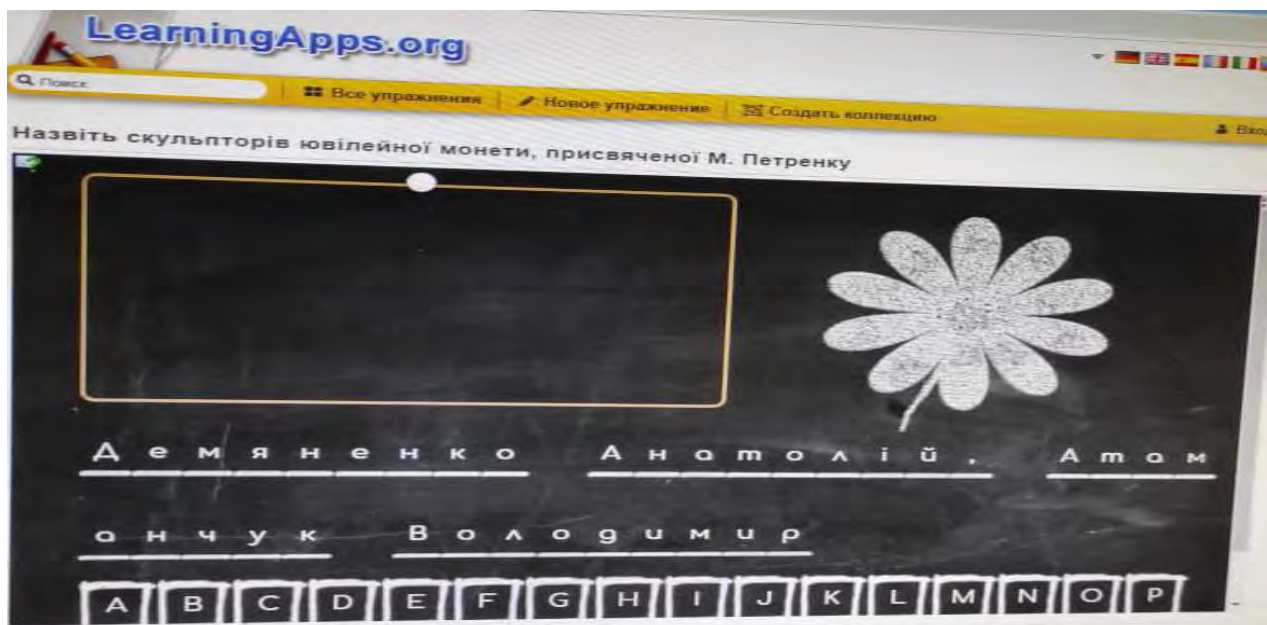 LearningApps.org
Поиск Все упражнения Новое упражнение Создать коллекцию Вход
Назвіть скульпторів ювілейної монети, присвяченої М. Петренку
Демяненко Анатолій, Атам
анчук Володимир
A B C D E F G H I J K L M N O P